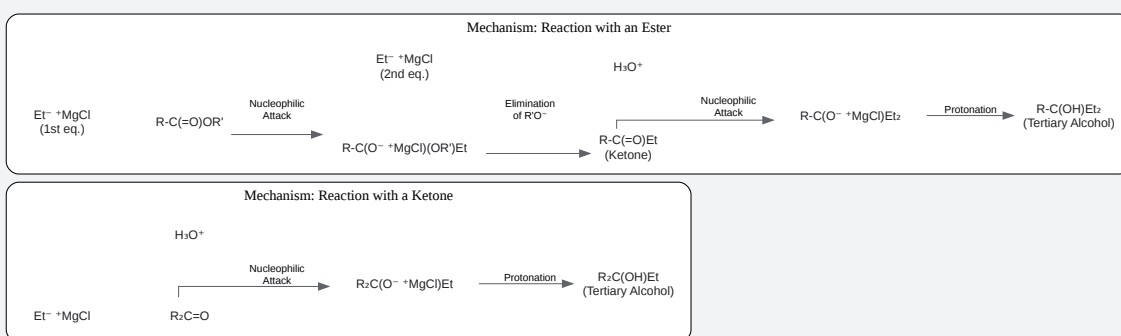 Mechanism: Reaction with an Ester
Et⁻ ⁺MgCl
(2nd eq.)
H₃O⁺
Et⁻ ⁺MgCl
(1st eq.)
R-C(=O)OR'
Nucleophilic
Attack
R-C(O⁻ ⁺MgCl)(OR')Et
Elimination
of R'O⁻
R-C(=O)Et
(Ketone)
Nucleophilic
Attack
R-C(O⁻ ⁺MgCl)Et₂
Protonation
R-C(OH)Et₂
(Tertiary Alcohol)
Mechanism: Reaction with a Ketone
H₃O⁺
Et⁻ ⁺MgCl
R₂C=O
Nucleophilic
Attack
R₂C(O⁻ ⁺MgCl)Et
Protonation
R₂C(OH)Et
(Tertiary Alcohol)